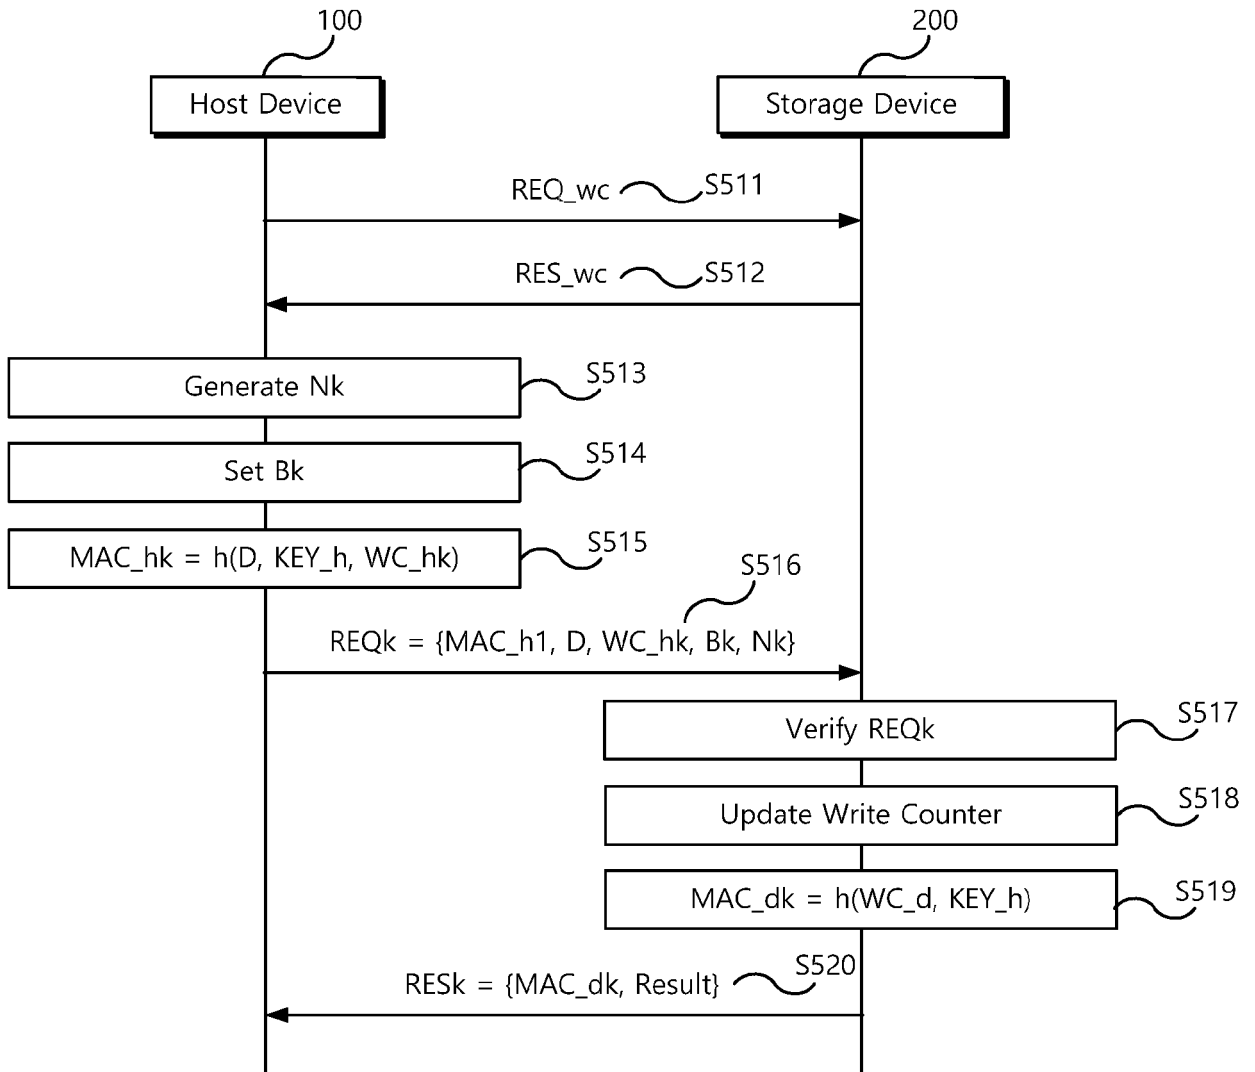 100
200
Host Device
Storage Device
REQ_wc
S511
RES_wc
S512
Generate Nk
S513
Set Bk
S514
MAC_hk = h(D, KEY_h, WC_hk)
S515
S516
REQk = {MAC_h1, D, WC_hk, Bk, Nk}
Verify REQk
S517
Update Write Counter
S518
MAC_dk = h(WC_d, KEY_h)
S519
RESk = {MAC_dk, Result}
S520